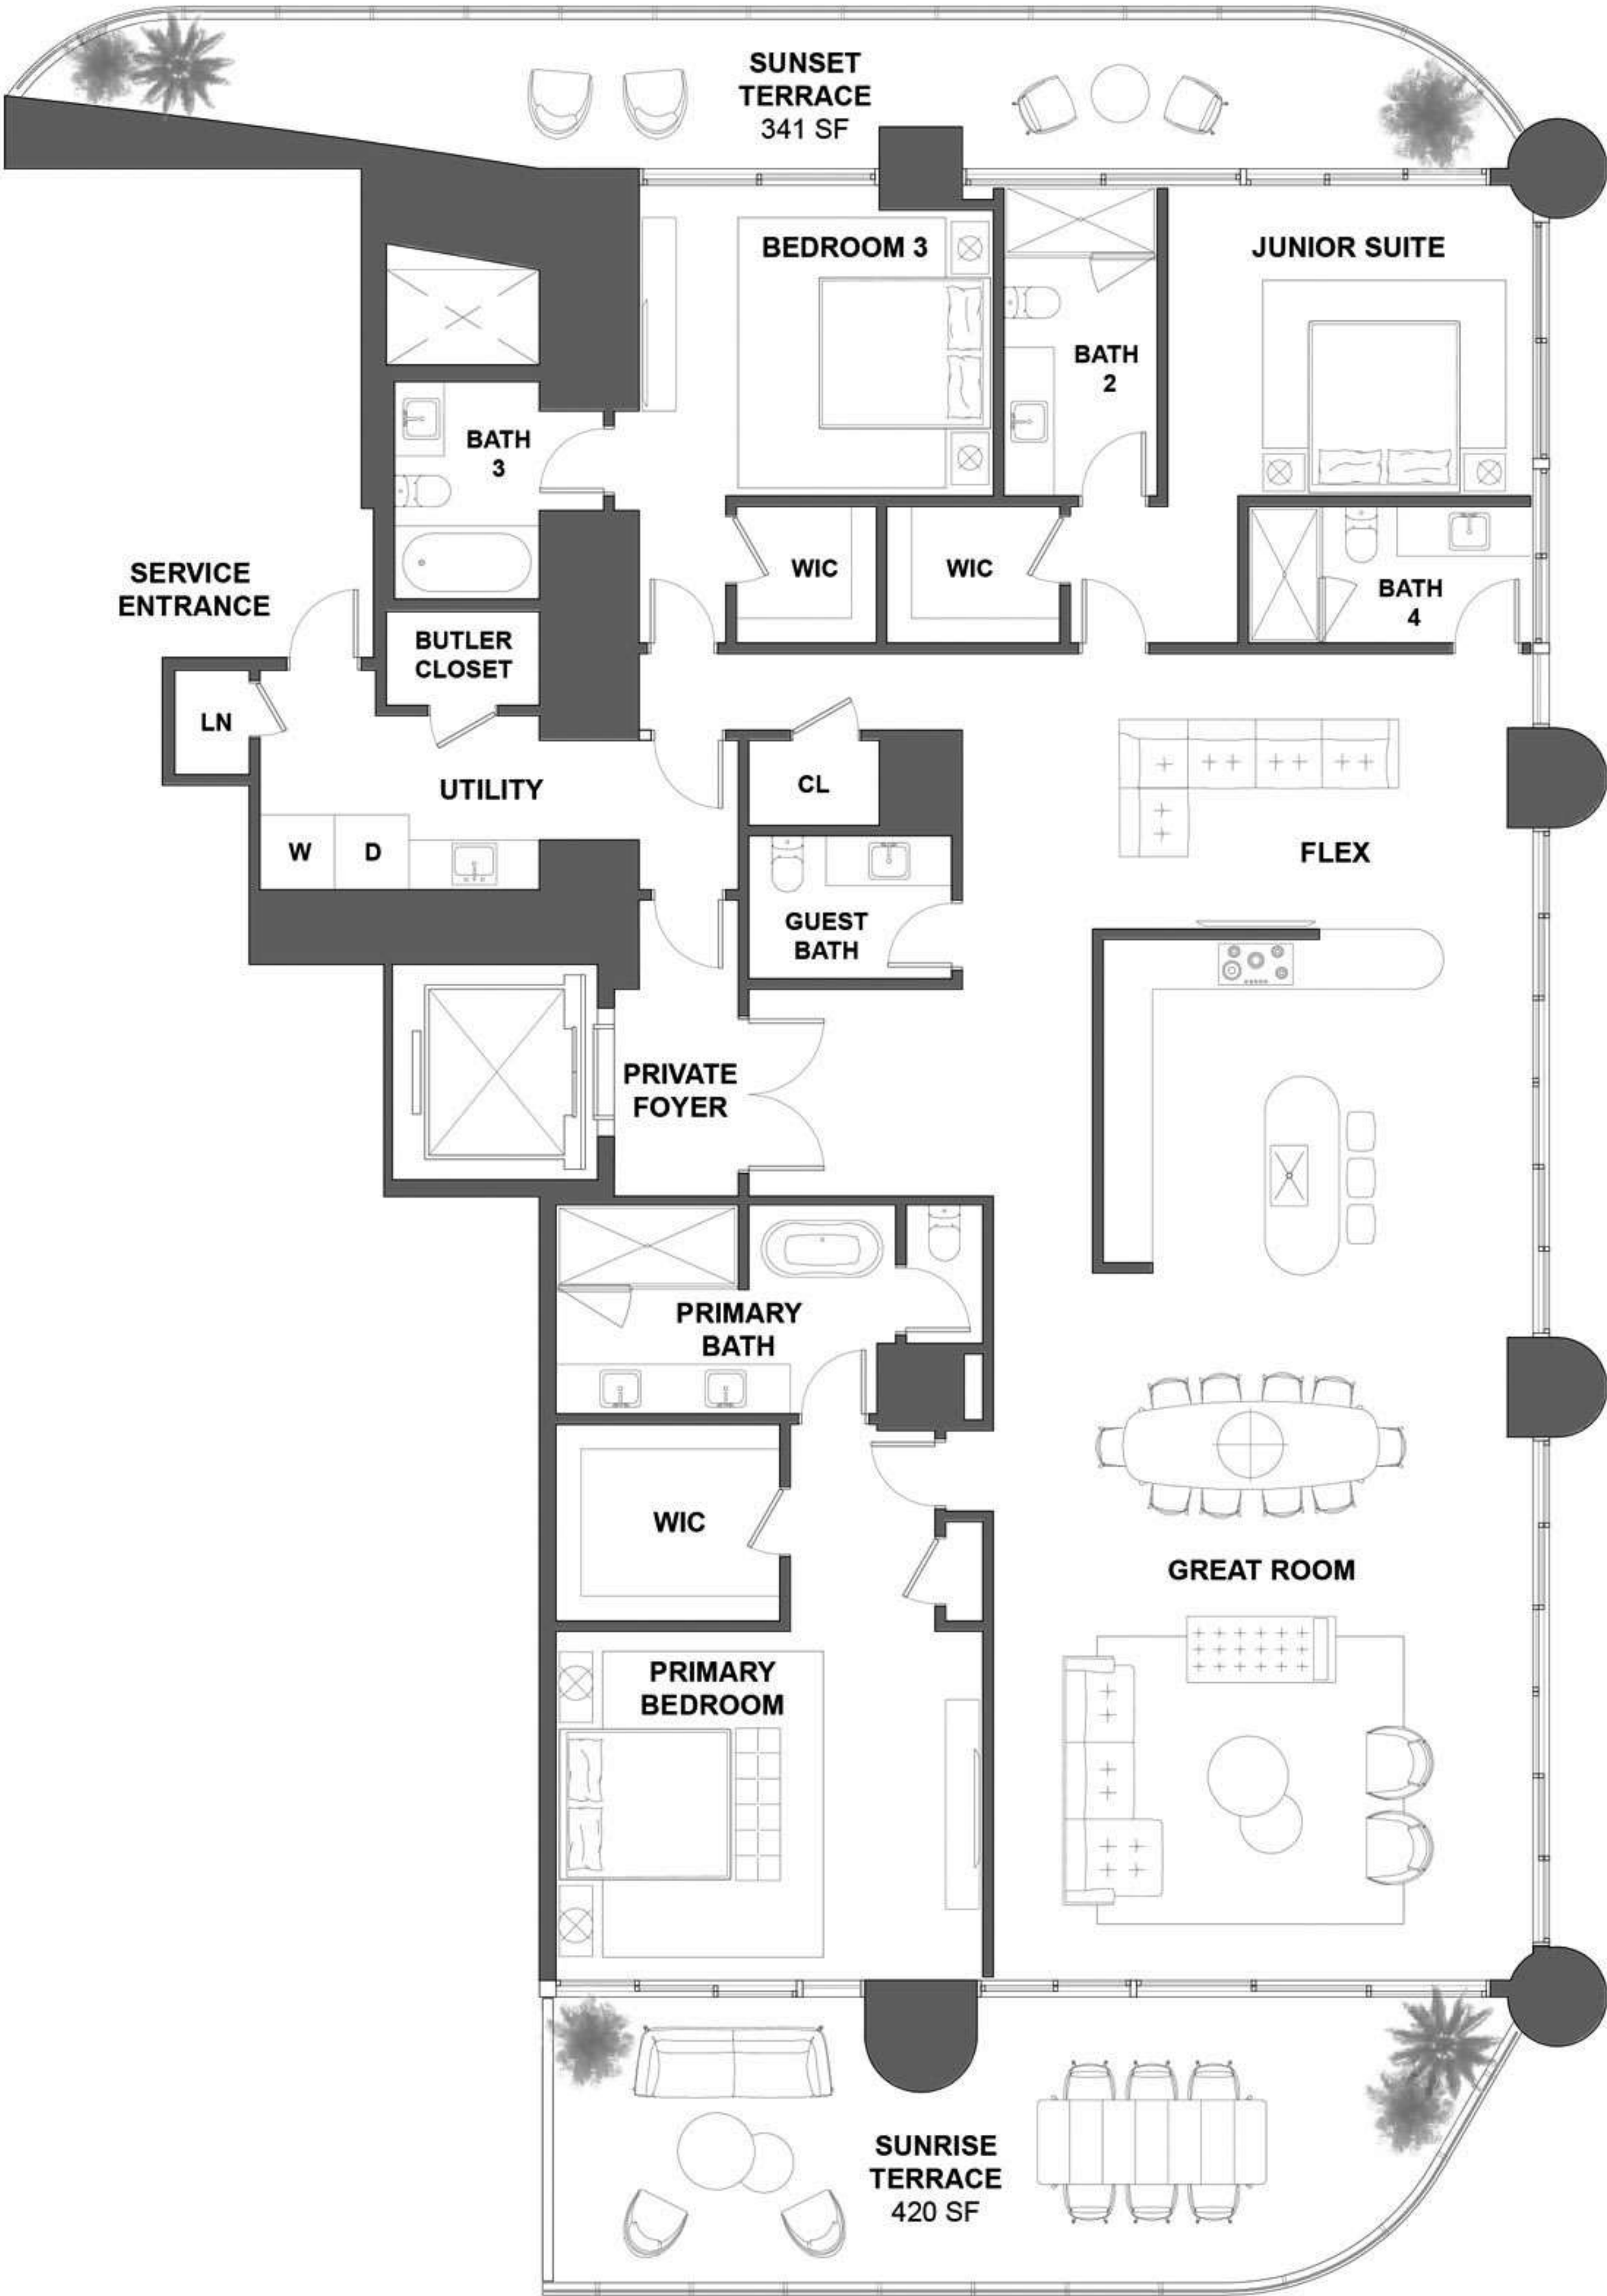 SUNSET
TERRACE
341 SF
BEDROOM 3
JUNIOR SUITE
BATH
2
BATH
3
WIC
WIC
BATH
4
SERVICE
ENTRANCE
BUTLER
CLOSET
LN
UTILITY
CL
W
D
FLEX
GUEST
BATH
PRIVATE
FOYER
PRIMARY
BATH
WIC
GREAT ROOM
PRIMARY
BEDROOM
SUNRISE
TERRACE
420 SF